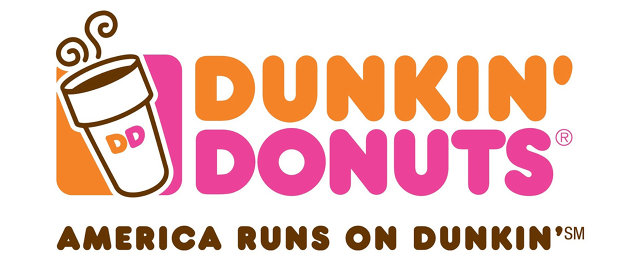 DD
DUNKIN'
DONUTS®
AMERICA RUNS ON DUNKIN'℠